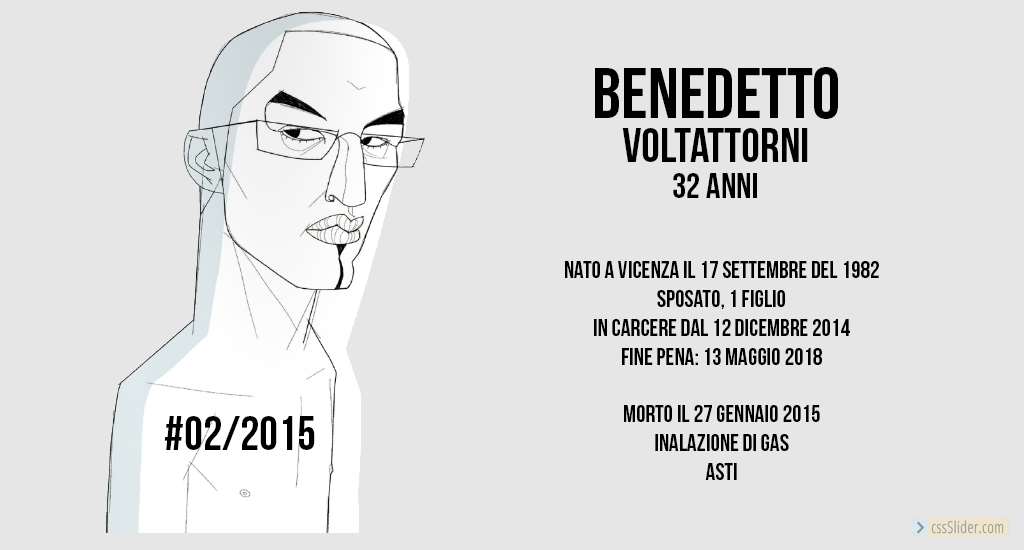 BENEDETTO
VOLTATTORNI
32 ANNI
NATO A VICENZA IL 17 SETTEMBRE DEL 1982
SPOSATO, 1 FIGLIO
IN CARCERE DAL 12 DICEMBRE 2014
FINE PENA: 13 MAGGIO 2018
MORTO IL 27 GENNAIO 2015
INALAZIONE DI GAS
ASTI
#02/2015
cssSlider.com